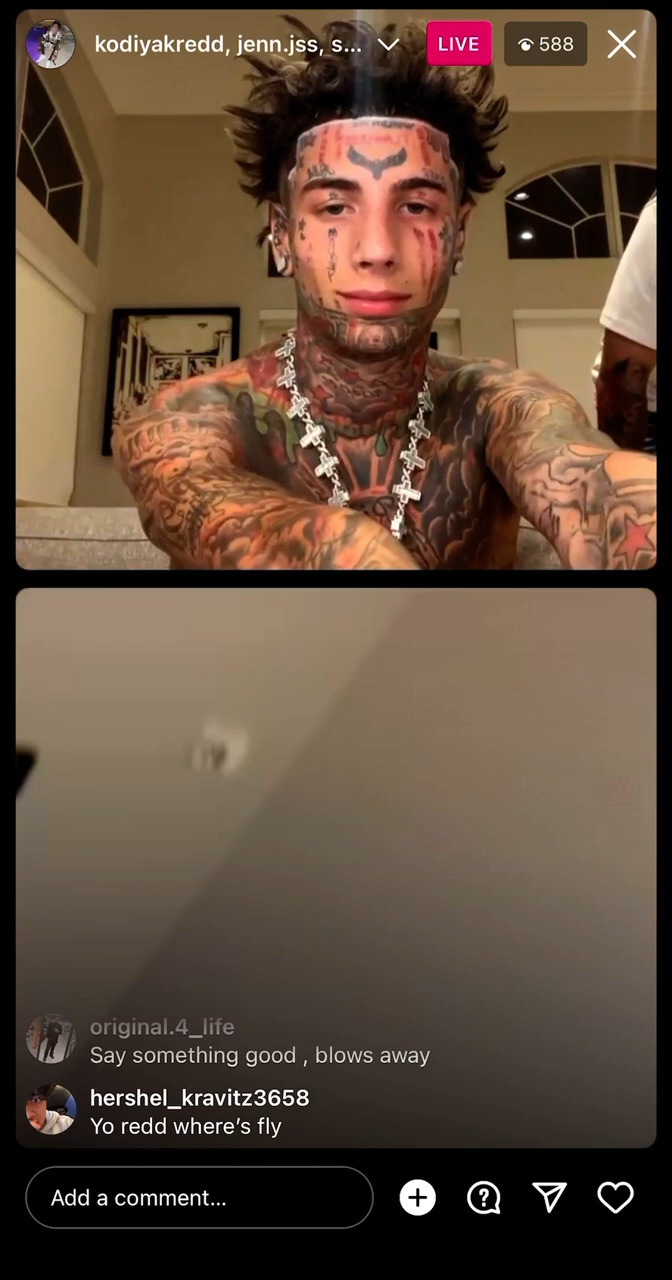 kodiyakredd, jenn.jss, s...
LIVE
588
original.4_life
Say something good , blows away
hershel_kravitz3658
Yo redd where's fly
Add a comment...